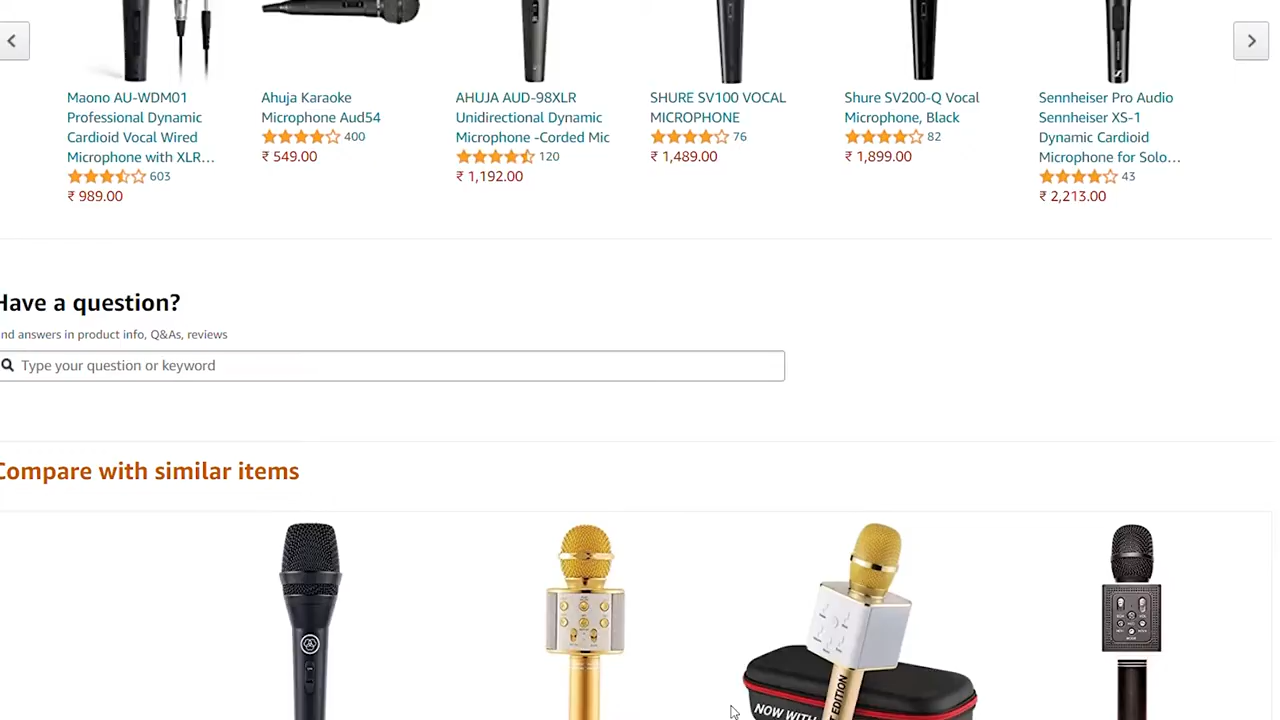 Maono AU-WDM01
Professional Dynamic
Cardioid Vocal Wired
Microphone with XLR...
603
₹ 989.00
Ahuja Karaoke
Microphone Aud54
400
₹ 549.00
AHUJA AUD-98XLR
Unidirectional Dynamic
Microphone -Corded Mic
120
₹ 1,192.00
SHURE SV100 VOCAL
MICROPHONE
76
₹ 1,489.00
Shure SV200-Q Vocal
Microphone, Black
82
₹ 1,899.00
Sennheiser Pro Audio
Sennheiser XS-1
Dynamic Cardioid
Microphone for Solo...
43
₹ 2,213.00
Have a question?
nd answers in product info, Q&As, reviews
Type your question or keyword
Compare with similar items
NOW WITH
EDITION